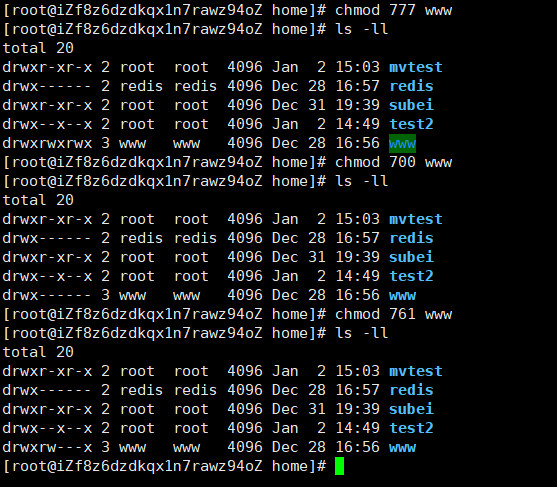 [root@iZf8z6dzdkqx1n7rawz94oZ home]# chmod 777 www
[root@iZf8z6dzdkqx1n7rawz94oZ home]# ls -ll
total 20
drwxr-xr-x 2 root  root  4096 Jan  2 15:03 mvtest
drwx------ 2 redis redis 4096 Dec 28 16:57 redis
drwxr-xr-x 2 root  root  4096 Dec 31 19:39 subei
drwx--x--x 2 root  root  4096 Jan  2 14:49 test2
drwxrwxrwx 3 www   www   4096 Dec 28 16:56 www
[root@iZf8z6dzdkqx1n7rawz94oZ home]# chmod 700 www
[root@iZf8z6dzdkqx1n7rawz94oZ home]# ls -ll
total 20
drwxr-xr-x 2 root  root  4096 Jan  2 15:03 mvtest
drwx------ 2 redis redis 4096 Dec 28 16:57 redis
drwxr-xr-x 2 root  root  4096 Dec 31 19:39 subei
drwx--x--x 2 root  root  4096 Jan  2 14:49 test2
drwx------ 3 www   www   4096 Dec 28 16:56 www
[root@iZf8z6dzdkqx1n7rawz94oZ home]# chmod 761 www
[root@iZf8z6dzdkqx1n7rawz94oZ home]# ls -ll
total 20
drwxr-xr-x 2 root  root  4096 Jan  2 15:03 mvtest
drwx------ 2 redis redis 4096 Dec 28 16:57 redis
drwxr-xr-x 2 root  root  4096 Dec 31 19:39 subei
drwx--x--x 2 root  root  4096 Jan  2 14:49 test2
drwxrw---x 3 www   www   4096 Dec 28 16:56 www
[root@iZf8z6dzdkqx1n7rawz94oZ home]#